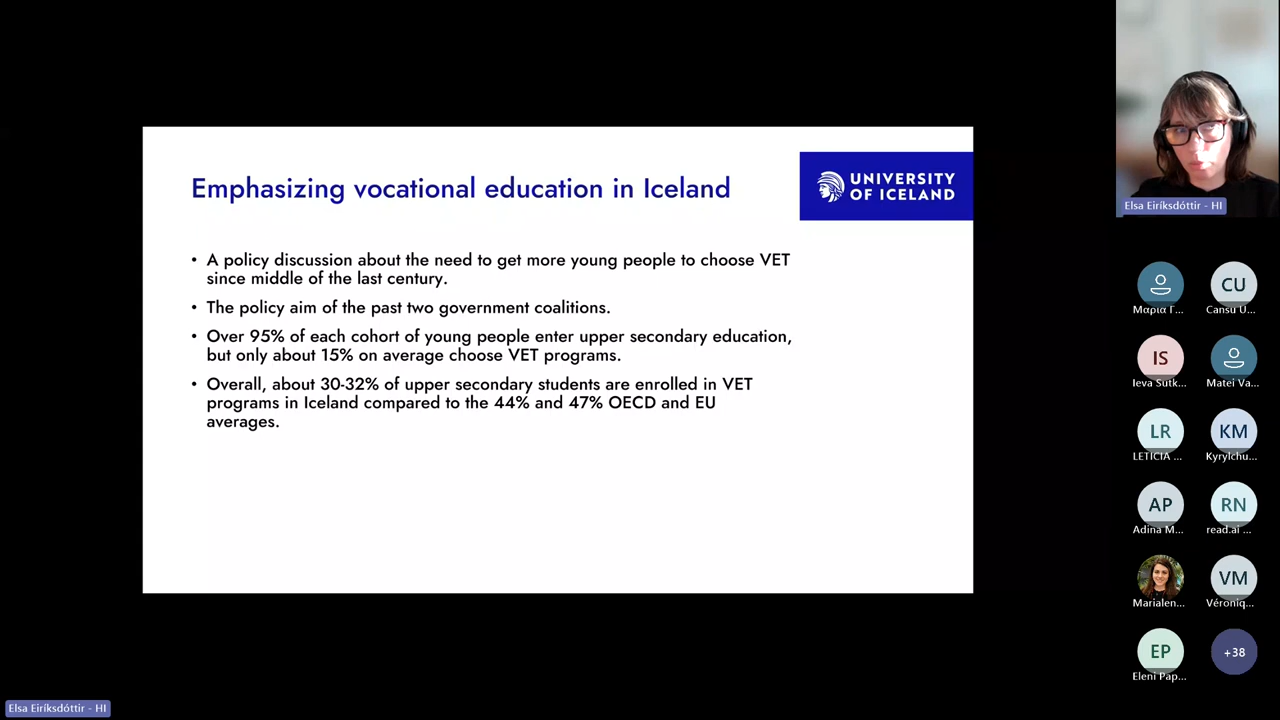 Emphasizing vocational education in Iceland
UNIVERSITY
OF ICELAND
• A policy discussion about the need to get more young people to choose VET
since middle of the last century.
• The policy aim of the past two government coalitions.
• Over 95% of each cohort of young people enter upper secondary education,
but only about 15% on average choose VET programs.
• Overall, about 30-32% of upper secondary students are enrolled in VET
programs in Iceland compared to the 44% and 47% OECD and EU
averages.
Elsa Eiríksdóttir - HI
Μαρία Γ...
CU
Cansu U...
IS
Ieva Sutk...
Matei Va...
LR
LETICIA ...
KM
Kyrylchu...
AP
Adina M...
RN
read.ai ...
Marialen...
VM
Véroniq...
EP
Eleni Pap...
+38
Elsa Eiríksdóttir - HI